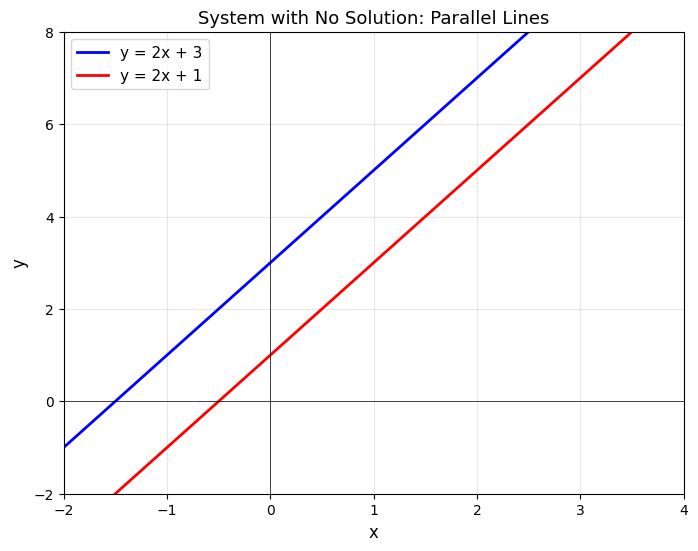 System with No Solution: Parallel Lines
y = 2x + 3
y = 2x + 1
8
6
4
2
0
−2
y
−2 −1 0 1 2 3 4
x